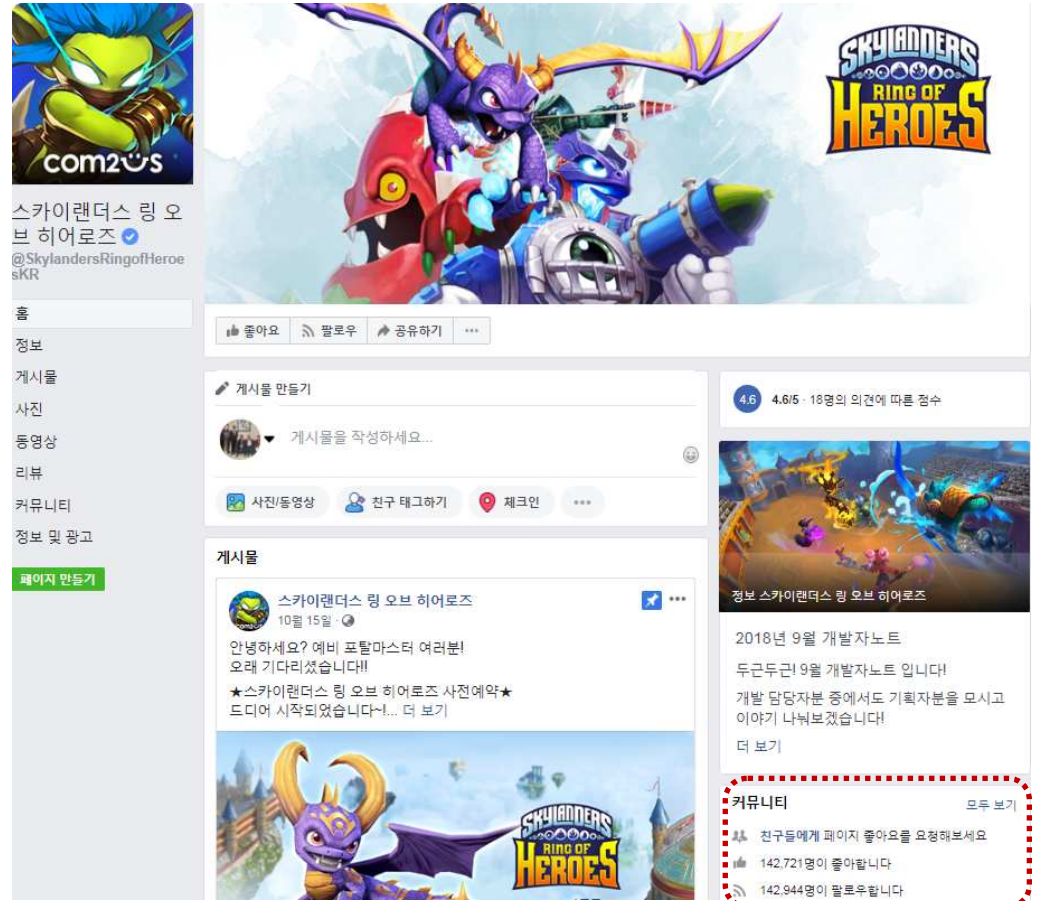 com2us
스카이랜더스 링 오
브 히어로즈
@SkylandersRingofHeroe
sKR
홈
정보
게시물
사진
동영상
리뷰
커뮤니티
정보 및 광고
페이지 만들기
SKYLANDERS
RING OF
HEROES
좋아요 팔로우 공유하기 ...
게시물 만들기
게시물을 작성하세요...
사진/동영상 친구 태그하기 체크인 ...
게시물
스카이랜더스 링 오브 히어로즈
10월 15일 ·
안녕하세요? 예비 포탈마스터 여러분!
오래 기다리셨습니다!!
★스카이랜더스 링 오브 히어로즈 사전예약★
드디어 시작되었습니다~!... 더 보기
SKYLANDERS
RING OF
HEROES
4.6 4.6/5 · 18명의 의견에 따른 점수
정보 스카이랜더스 링 오브 히어로즈
2018년 9월 개발자노트
두근두근! 9월 개발자노트 입니다!
개발 담당자분 중에서도 기획자분을 모시고
이야기 나눠보겠습니다!
더 보기
커뮤니티 모두 보기
친구들에게 페이지 좋아요를 요청해보세요
142,721명이 좋아합니다
142,944명이 팔로우합니다